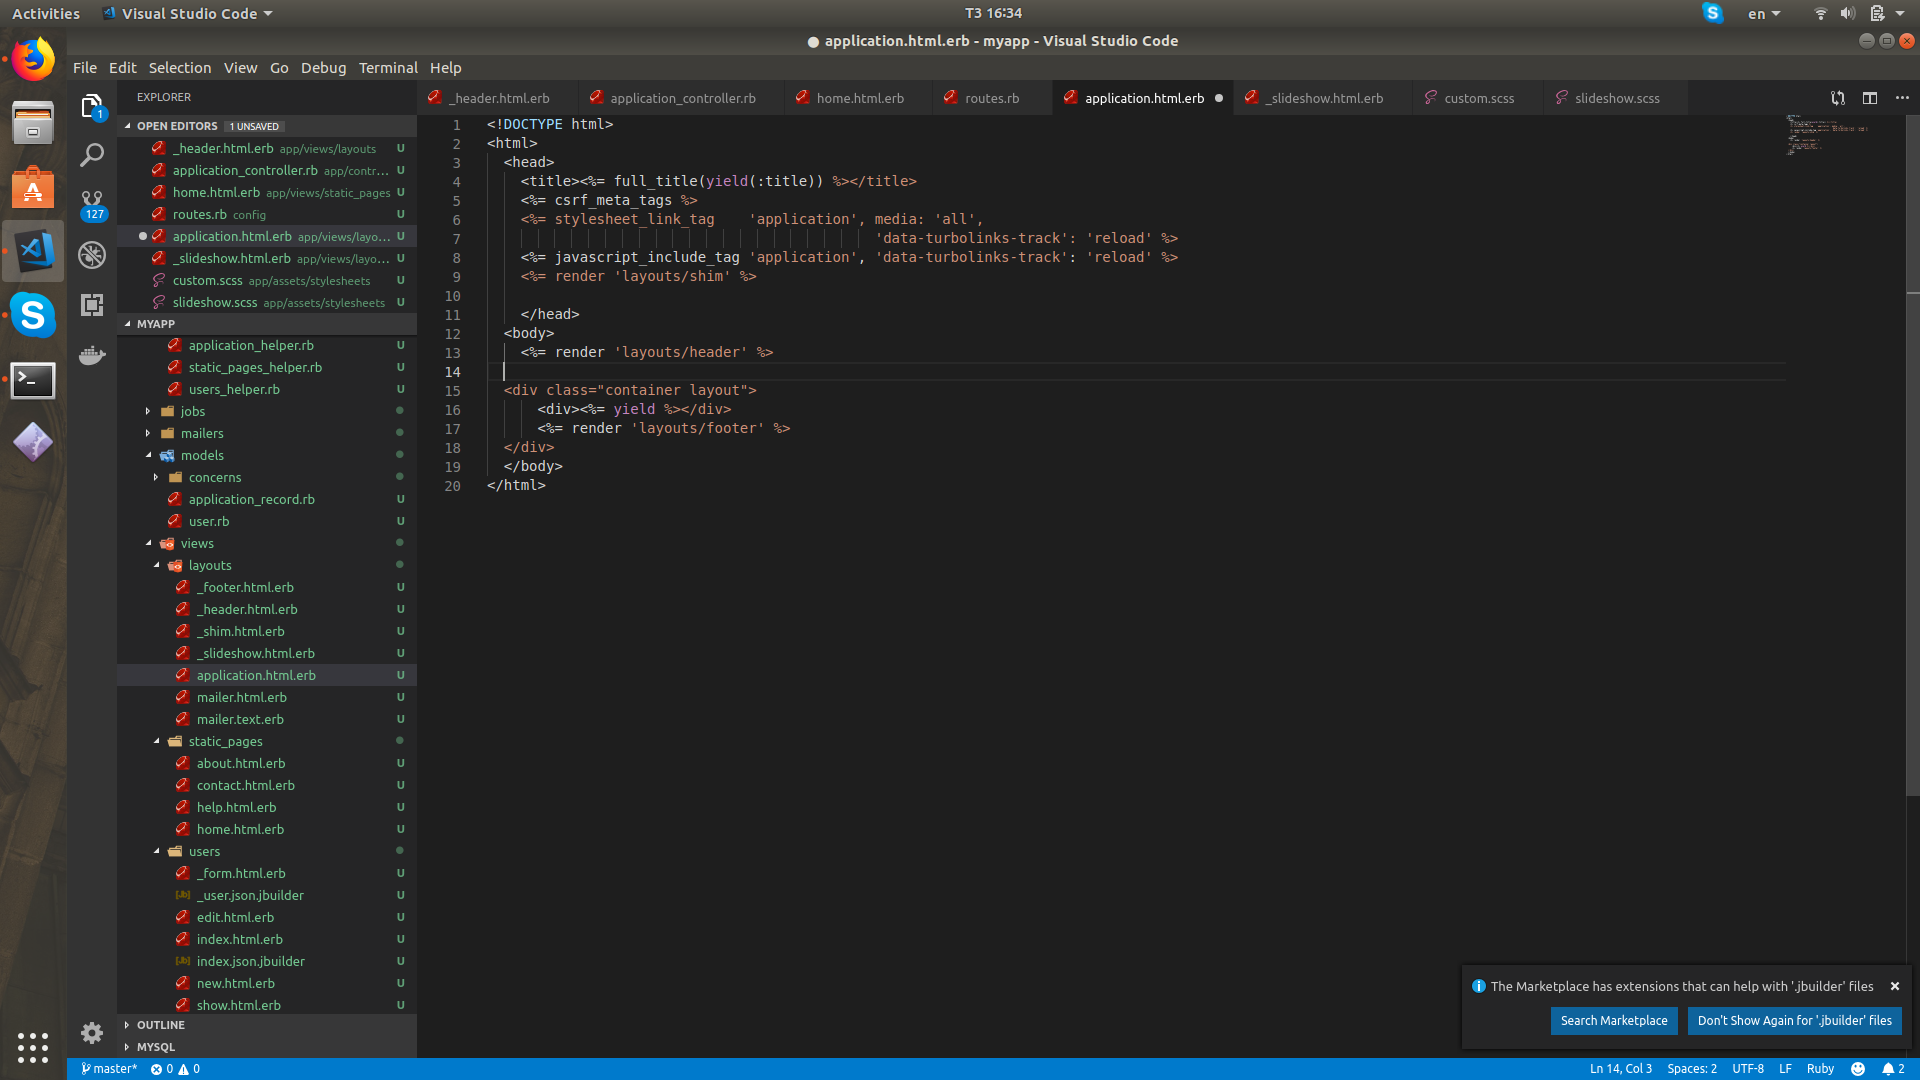 Activities Visual Studio Code T3 16:34 en
● application.html.erb - myapp - Visual Studio Code
File Edit Selection View Go Debug Terminal Help
EXPLORER
OPEN EDITORS 1 UNSAVED
_header.html.erb app/views/layouts U
application_controller.rb app/contr... U
home.html.erb app/views/static_pages U
routes.rb config U
application.html.erb app/views/layo... U
_slideshow.html.erb app/views/layo... U
custom.scss app/assets/stylesheets U
slideshow.scss app/assets/stylesheets U
1
127
MYAPP
application_helper.rb U
static_pages_helper.rb U
users_helper.rb U
jobs
mailers
models
concerns
application_record.rb U
user.rb U
views
layouts
_footer.html.erb U
_header.html.erb U
_shim.html.erb U
_slideshow.html.erb U
application.html.erb U
mailer.html.erb U
mailer.text.erb U
static_pages
about.html.erb U
contact.html.erb U
help.html.erb U
home.html.erb U
users
_form.html.erb U
_user.json.jbuilder U
edit.html.erb U
index.html.erb U
index.json.jbuilder U
new.html.erb U
show.html.erb U
OUTLINE
MYSQL
_header.html.erb application_controller.rb home.html.erb routes.rb application.html.erb _slideshow.html.erb custom.scss slideshow.scss
1 <!DOCTYPE html>
2 <html>
3 <head>
4 <title><%= full_title(yield(:title)) %></title>
5 <%= csrf_meta_tags %>
6 <%= stylesheet_link_tag    'application', media: 'all',
7 'data-turbolinks-track': 'reload' %>
8 <%= javascript_include_tag 'application', 'data-turbolinks-track': 'reload' %>
9 <%= render 'layouts/shim' %>
10
11 </head>
12 <body>
13 <%= render 'layouts/header' %>
14
15 <div class="container layout">
16 <div><%= yield %></div>
17 <%= render 'layouts/footer' %>
18 </div>
19 </body>
20 </html>
The Marketplace has extensions that can help with '.jbuilder' files
Search Marketplace Don't Show Again for '.jbuilder' files
master* 0 0 Ln 14, Col 3 Spaces: 2 UTF-8 LF Ruby 2